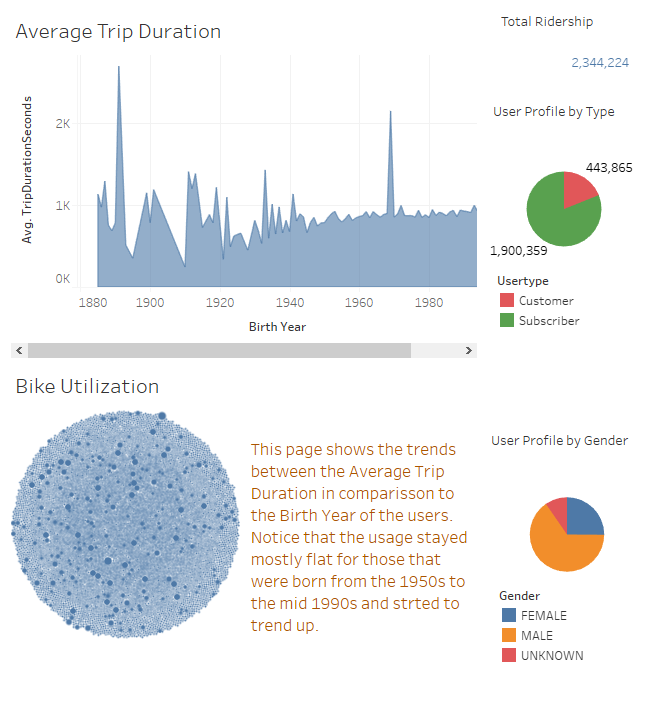 Average Trip Duration
Avg. TripDurationSeconds
2K
1K
0K
1880 1900 1920 1940 1960 1980
Birth Year
Total Ridership
2,344,224
User Profile by Type
443,865
1,900,359
Usertype
Customer
Subscriber
Bike Utilization
This page shows the trends
between the Average Trip
Duration in comparisson to
the Birth Year of the users.
Notice that the usage stayed
mostly flat for those that
were born from the 1950s to
the mid 1990s and strted to
trend up.
User Profile by Gender
Gender
FEMALE
MALE
UNKNOWN